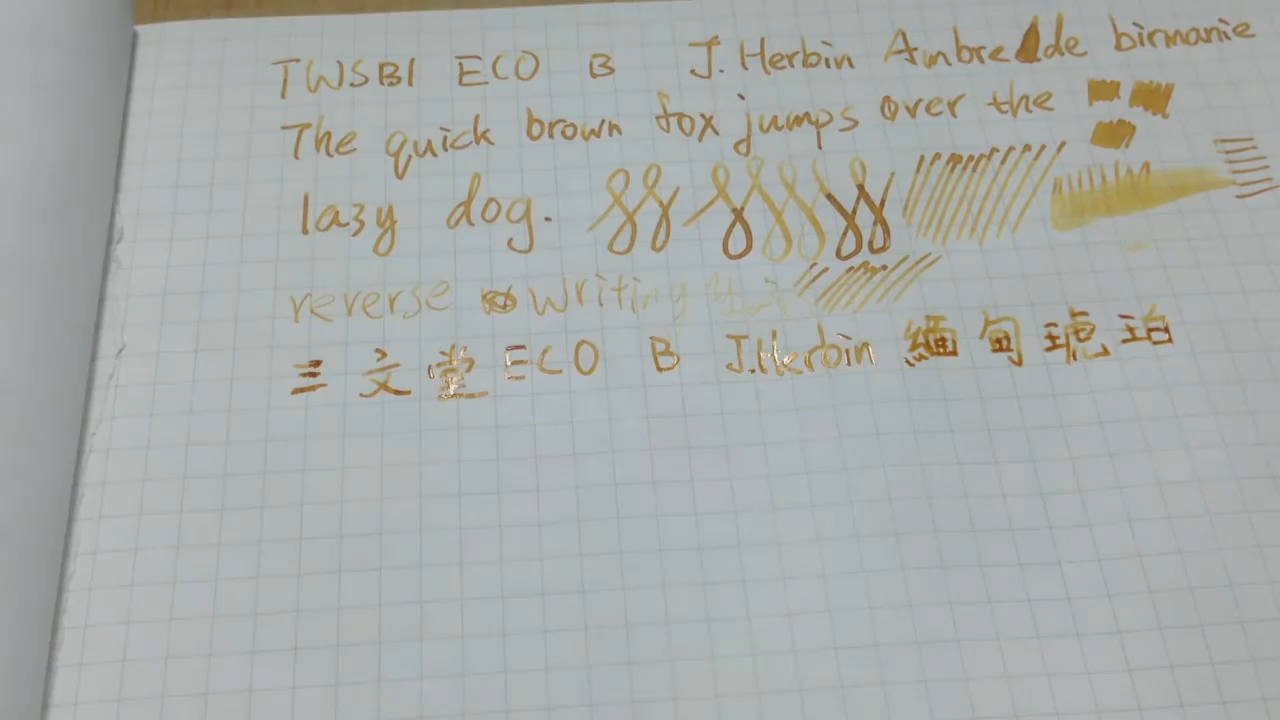 TWSBI ECO B J. Herbin Ambre de birmanie
The quick brown fox jumps over the
lazy dog.
reverse writing
三文堂 ECO B J.Herbin 緬甸琥珀